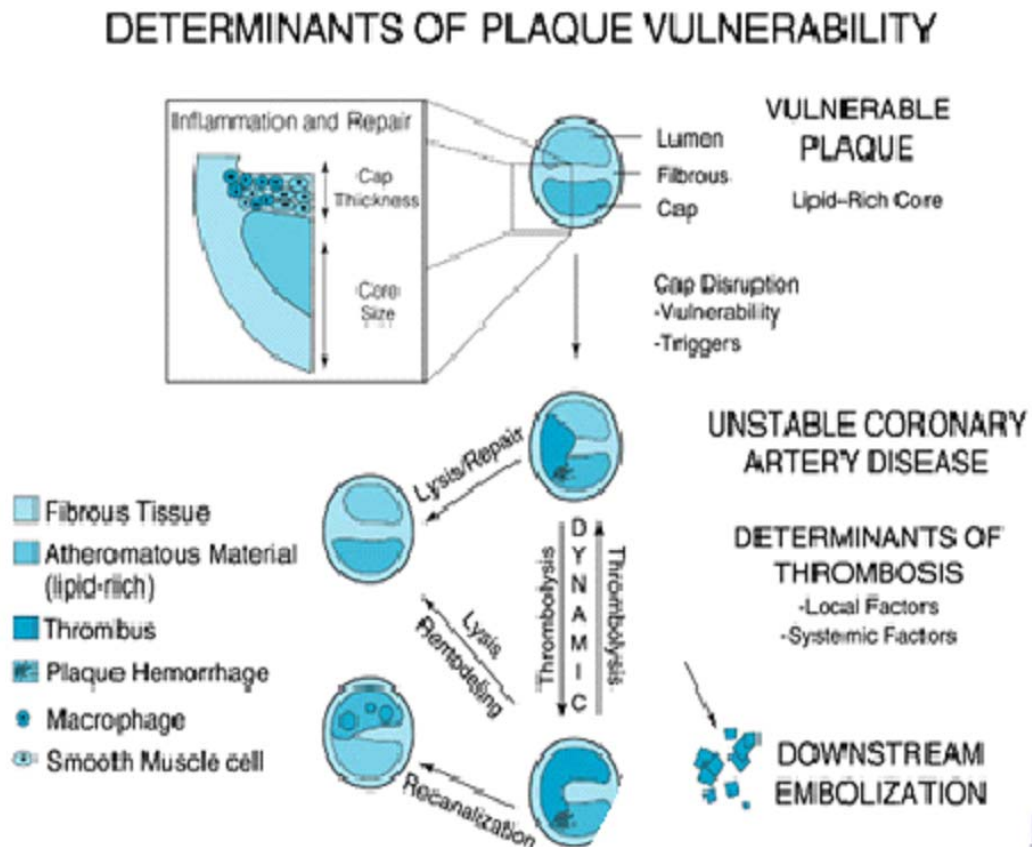 DETERMINANTS OF PLAQUE VULNERABILITY
Inflammation and Repair
Cap
Thickness
Core
Size
Lumen
Fibrous
Cap
VULNERABLE
PLAQUE
Lipid-Rich Core
Cap Disruption
-Vulnerability
-Triggers
UNSTABLE CORONARY
ARTERY DISEASE
Lysis/Repair
Fibrous Tissue
Atheromatous Material
(lipid-rich)
Thrombus
Plaque Hemorrhage
Macrophage
Smooth Muscle cell
Thrombolysis
DYNAMIC
Thrombolysis
DETERMINANTS OF
THROMBOSIS
-Local Factors
-Systemic Factors
Lysis,
Remodeling
Recanalization
DOWNSTREAM
EMBOLIZATION